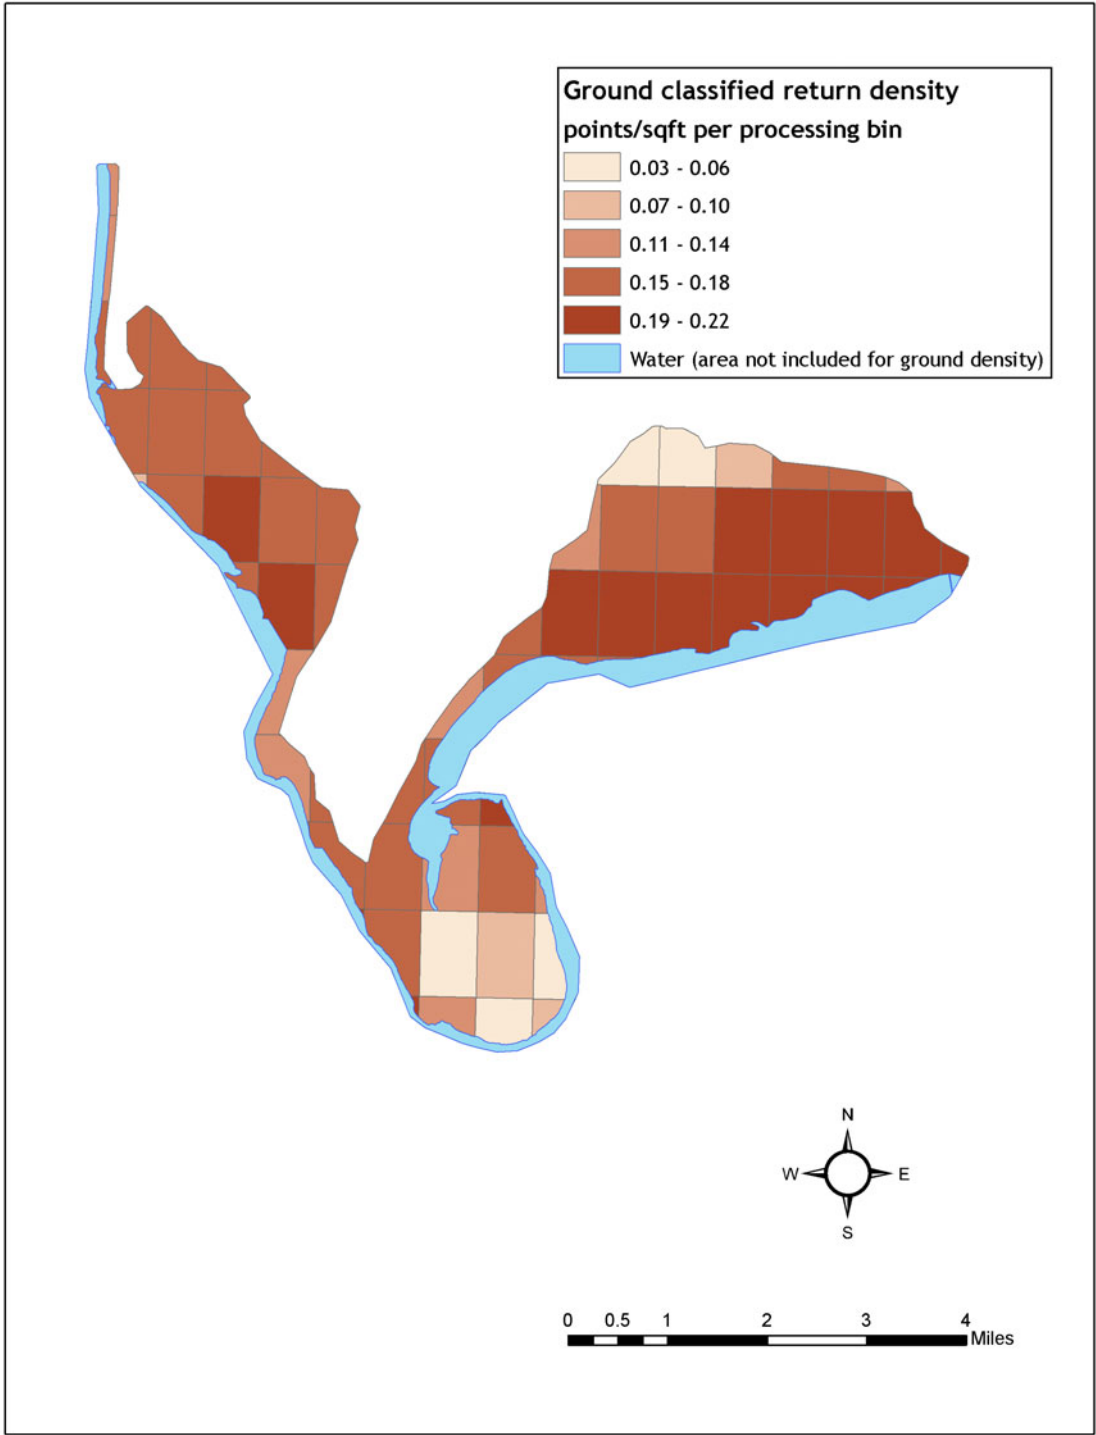 Ground classified return density
points/sqft per processing bin
0.03 - 0.06
0.07 - 0.10
0.11 - 0.14
0.15 - 0.18
0.19 - 0.22
Water (area not included for ground density)
N
W E
S
0 0.5 1 2 3 4
Miles